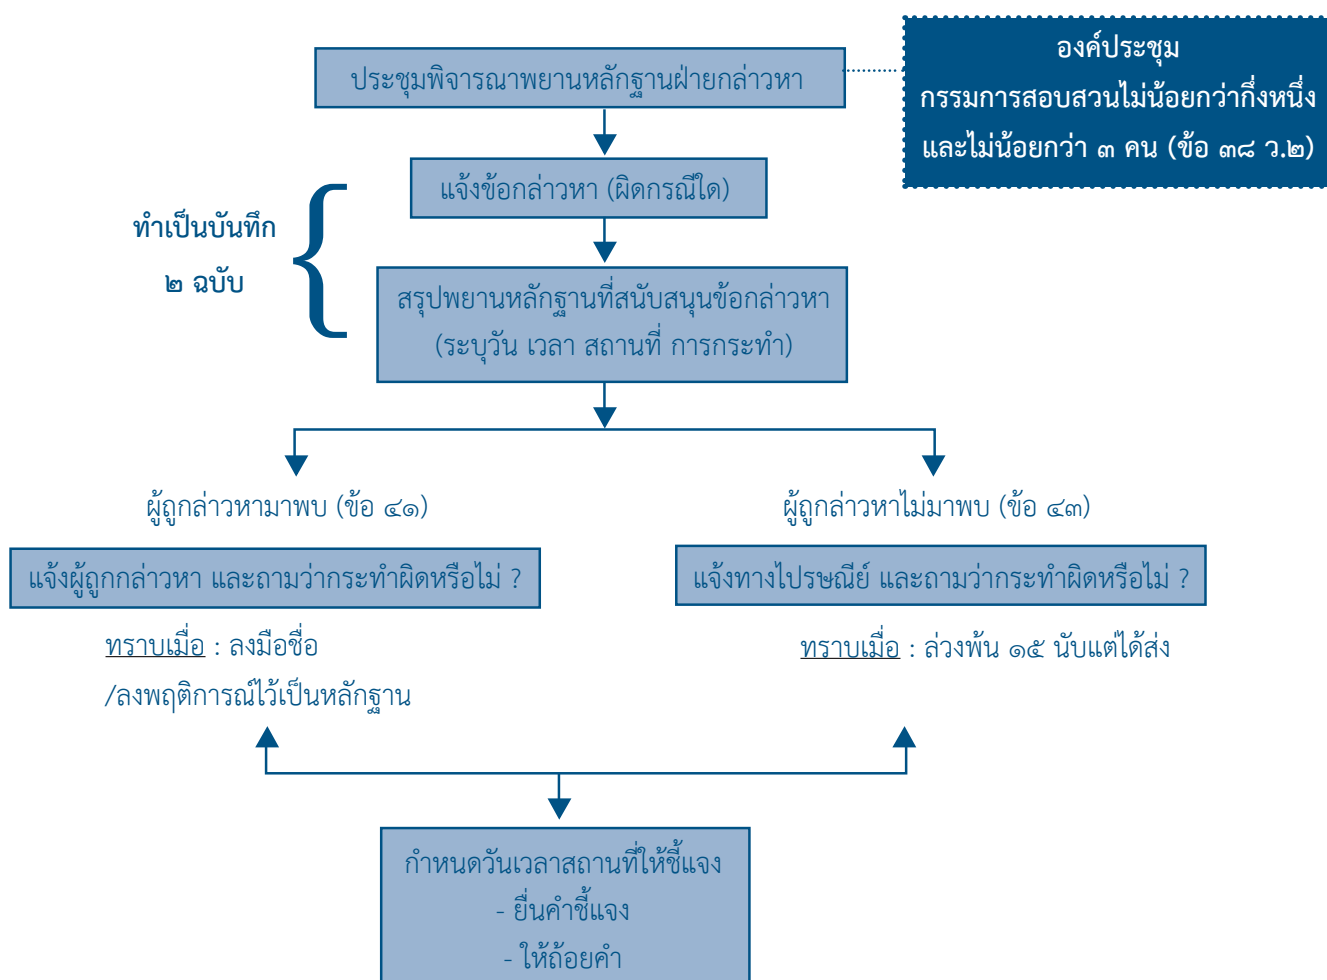 องค์ประชุม
กรรมการสอบสวนไม่น้อยกว่ากึ่งหนึ่ง
และไม่น้อยกว่า ๓ คน (ข้อ ๓๘ ว.๒)
ประชุมพิจารณาพยานหลักฐานฝ่ายกล่าวหา
แจ้งข้อกล่าวหา (ผิดกรณีใด)
ทำเป็นบันทึก
๒ ฉบับ
สรุปพยานหลักฐานที่สนับสนุนข้อกล่าวหา
(ระบุวัน เวลา สถานที่ การกระทำ)
ผู้ถูกล่าวหามาพบ (ข้อ ๔๑)
ผู้ถูกล่าวหาไม่มาพบ (ข้อ ๔๓)
แจ้งผู้ถูกกล่าวหา และถามว่ากระทำผิดหรือไม่ ?
แจ้งทางไปรษณีย์ และถามว่ากระทำผิดหรือไม่ ?
ทราบเมื่อ : ลงมือชื่อ
/ลงพฤติการณ์ไว้เป็นหลักฐาน
ทราบเมื่อ : ล่วงพ้น ๑๕ นับแต่ได้ส่ง
กำหนดวันเวลาสถานที่ให้ชี้แจง
- ยื่นคำชี้แจง
- ให้ถ้อยคำ